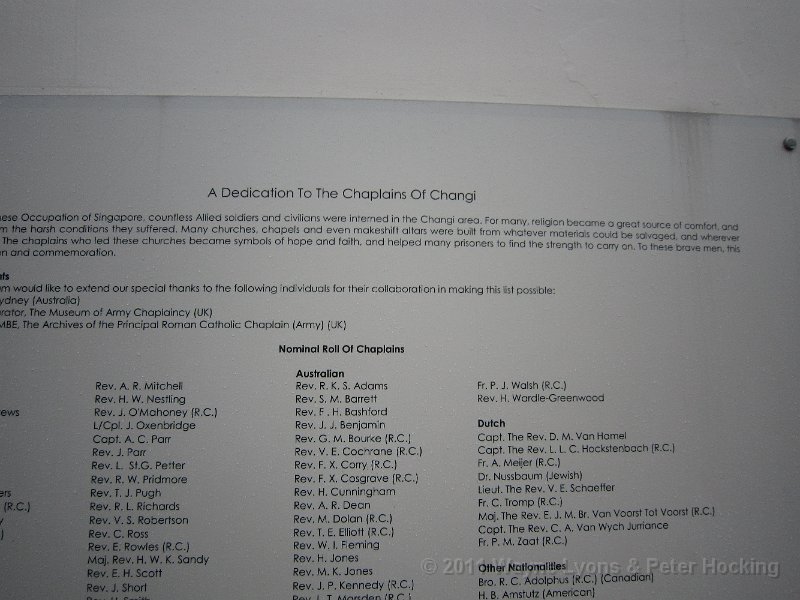 A Dedication To The Chaplains Of Changi
nese Occupation of Singapore, countless Allied soldiers and civilians were interned in the Changi area. For many, religion became a great source of comfort, and
m the harsh conditions they suffered. Many churches, chapels and even makeshift altars were built from whatever materials could be salvaged, and wherever
The chaplains who led these churches became symbols of hope and faith, and helped many prisoners to find the strength to carry on. To these brave men, this
n and commemoration.
nts
um would like to extend our special thanks to the following individuals for their collaboration in making this list possible:
ydney (Australia)
urator, The Museum of Army Chaplaincy (UK)
MBE, The Archives of the Principal Roman Catholic Chaplain (Army) (UK)
Nominal Roll Of Chaplains
ews
ers
(R.C.)
y
)
Rev. A. R. Mitchell
Rev. H. W. Nestling
Rev. J. O'Mahoney (R.C.)
L/Cpl. J. Oxenbridge
Capt. A. C. Parr
Rev. J. Parr
Rev. L. St.G. Petter
Rev. R. W. Pridmore
Rev. T. J. Pugh
Rev. R. L. Richards
Rev. V. S. Robertson
Rev. C. Ross
Rev. E. Rowles (R.C.)
Maj. Rev. H. W. K. Sandy
Rev. E. H. Scott
Rev. J. Short
Rev. H. Smith
Australian
Rev. R. K. S. Adams
Rev. S. M. Barrett
Rev. F . H. Bashford
Rev. J. J. Benjamin
Rev. G. M. Bourke (R.C.)
Rev. V. E. Cochrane (R.C.)
Rev. F. X. Corry (R.C.)
Rev. F. X. Cosgrave (R.C.)
Rev. H. Cunningham
Rev. A. R. Dean
Rev. M. Dolan (R.C.)
Rev. T. E. Elliott (R.C.)
Rev. W. I. Fleming
Rev. H. Jones
Rev. M. K. Jones
Rev. J. P. Kennedy (R.C.)
Rev. L. T. Marsden (R.C.)
Fr. P. J. Walsh (R.C.)
Rev. H. Wardle-Greenwood
Dutch
Capt. The Rev. D. M. Van Hamel
Capt. The Rev. L. L. C. Hockstenbach (R.C.)
Fr. A. Meijer (R.C.)
Dr. Nussbaum (Jewish)
Lieut. The Rev. V. E. Schaeffer
Fr. C. Tromp (R.C.)
Maj. The Rev. E. J. M. Br. Van Voorst Tot Voorst (R.C.)
Capt. The Rev. C. A. Van Wych Jurriance
Fr. P. M. Zaat (R.C.)
Other Nationalities
Bro. R. C. Adolphus (R.C.) (Canadian)
H. B. Amstutz (American)
Lyons & Peter Hocking